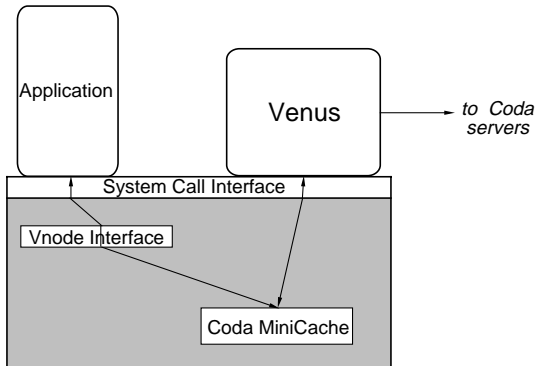 Application
Venus
to Coda
servers
System Call Interface
Vnode Interface
Coda MiniCache